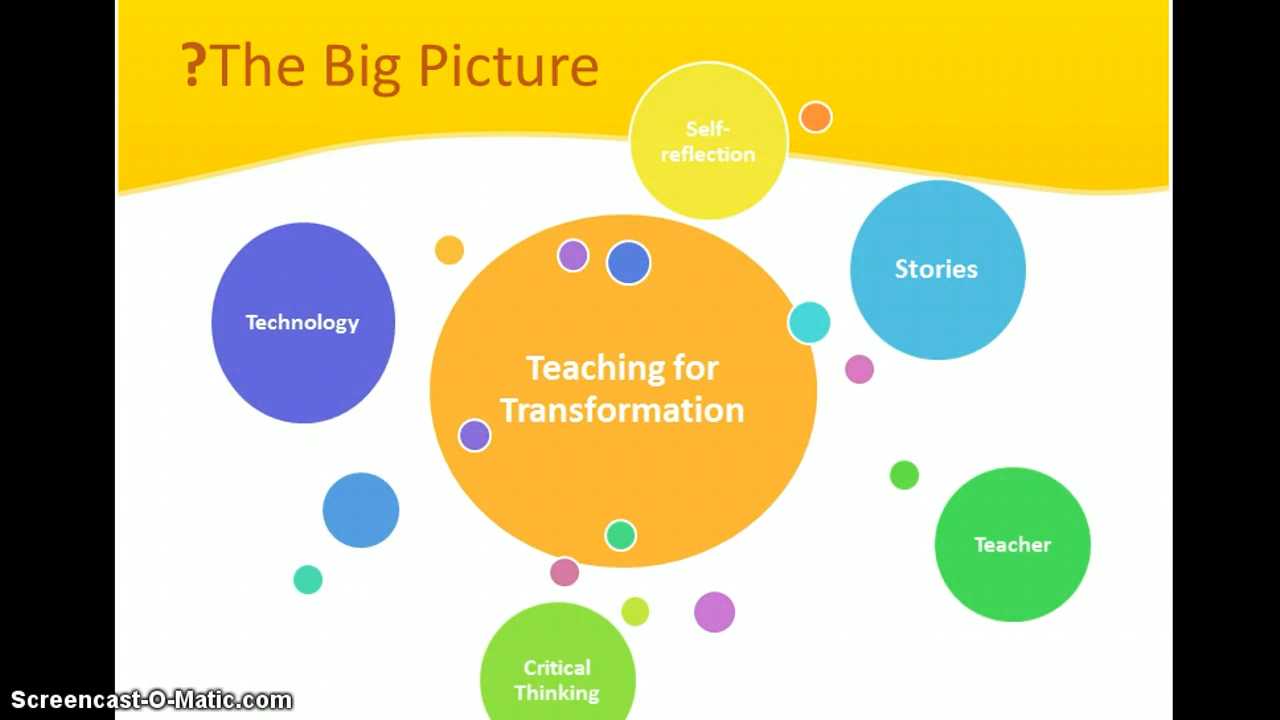 ?The Big Picture
Self-
reflection
Stories
Technology
Teaching for
Transformation
Teacher
Critical
Thinking
Screencast-O-Matic.com